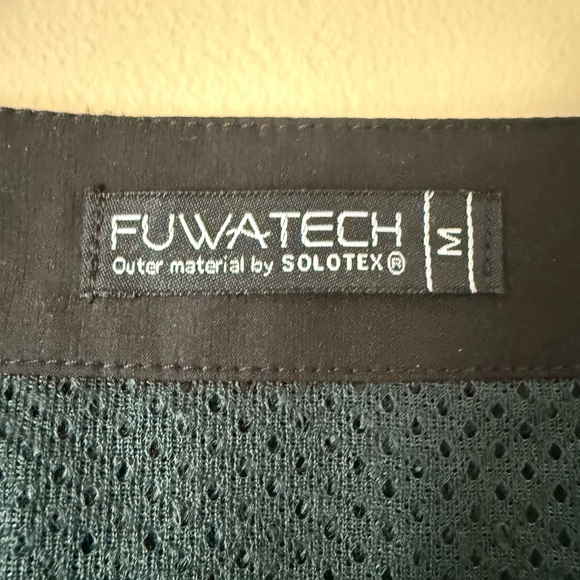 FUWATECH
Outer material by SOLOTEX®
M